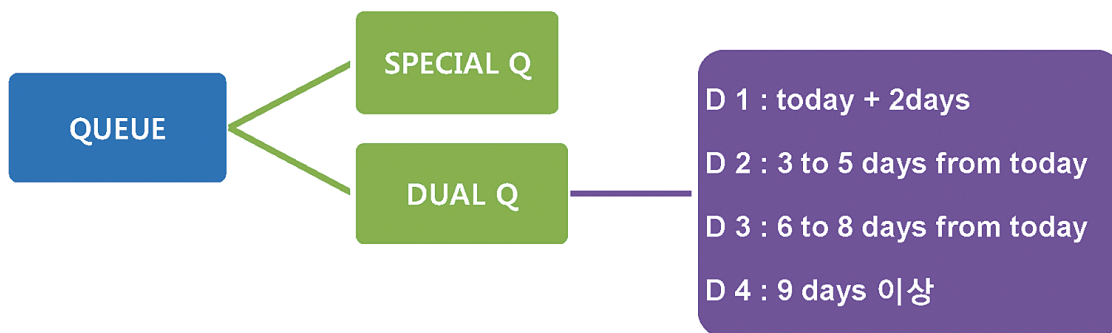 QUEUE
SPECIAL Q
DUAL Q
D 1 : today + 2days
D 2 : 3 to 5 days from today
D 3 : 6 to 8 days from today
D 4 : 9 days 이상